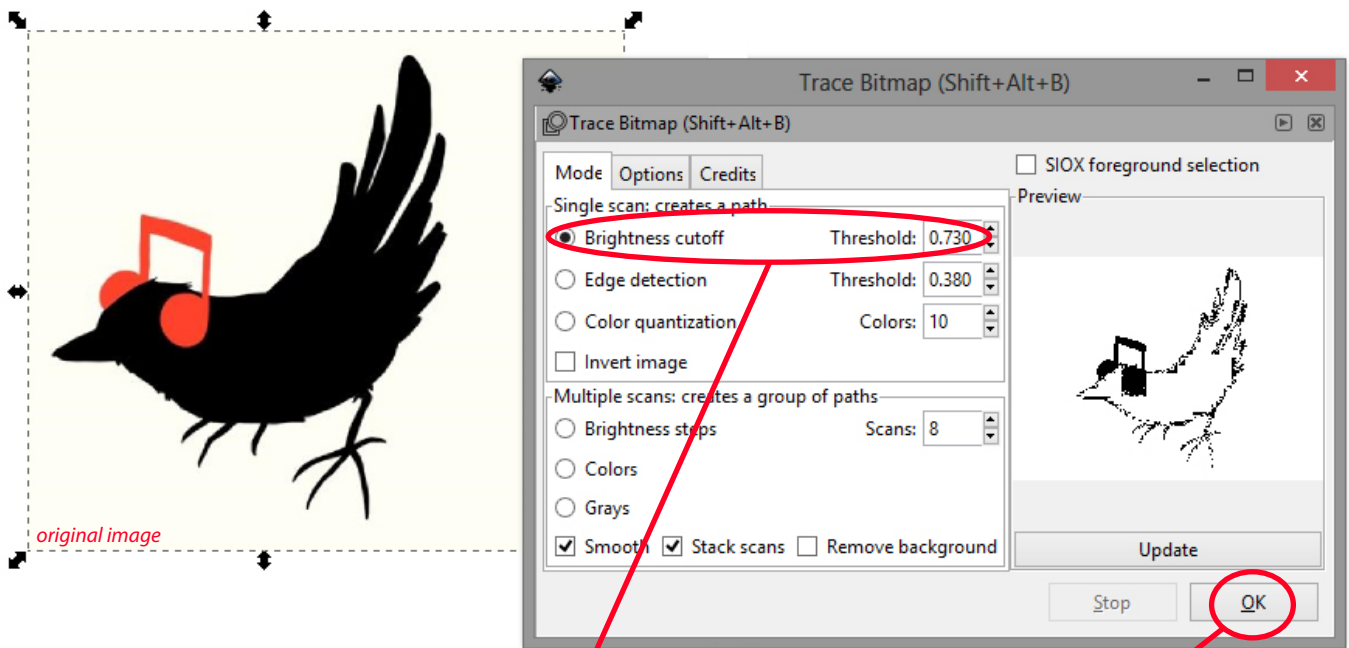 Trace Bitmap (Shift+Alt+B)
Trace Bitmap (Shift+Alt+B)
Mode Options Credits
SIOX foreground selection
Single scan: creates a path
Preview
Brightness cutoff Threshold: 0.730
Edge detection Threshold: 0.380
Color quantization Colors: 10
Invert image
Multiple scans: creates a group of paths
Brightness steps Scans: 8
Colors
Grays
original image
Smooth Stack scans Remove background
Update
Stop OK